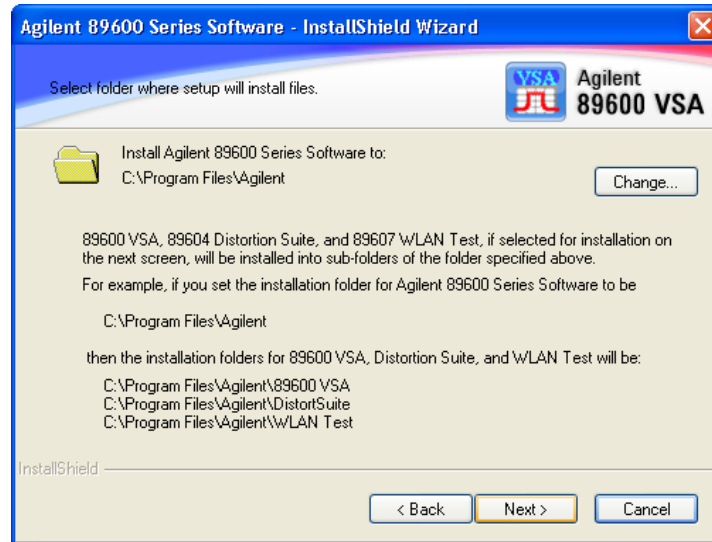 Agilent 89600 Series Software - InstallShield Wizard
Select folder where setup will install files.
VSA
Agilent
89600 VSA
Install Agilent 89600 Series Software to:
C:\Program Files\Agilent
Change...
89600 VSA, 89604 Distortion Suite, and 89607 WLAN Test, if selected for installation on
the next screen, will be installed into sub-folders of the folder specified above.
For example, if you set the installation folder for Agilent 89600 Series Software to be
C:\Program Files\Agilent
then the installation folders for 89600 VSA, Distortion Suite, and WLAN Test will be:
C:\Program Files\Agilent\89600 VSA
C:\Program Files\Agilent\DistortSuite
C:\Program Files\Agilent\WLAN Test
InstallShield
< Back
Next >
Cancel